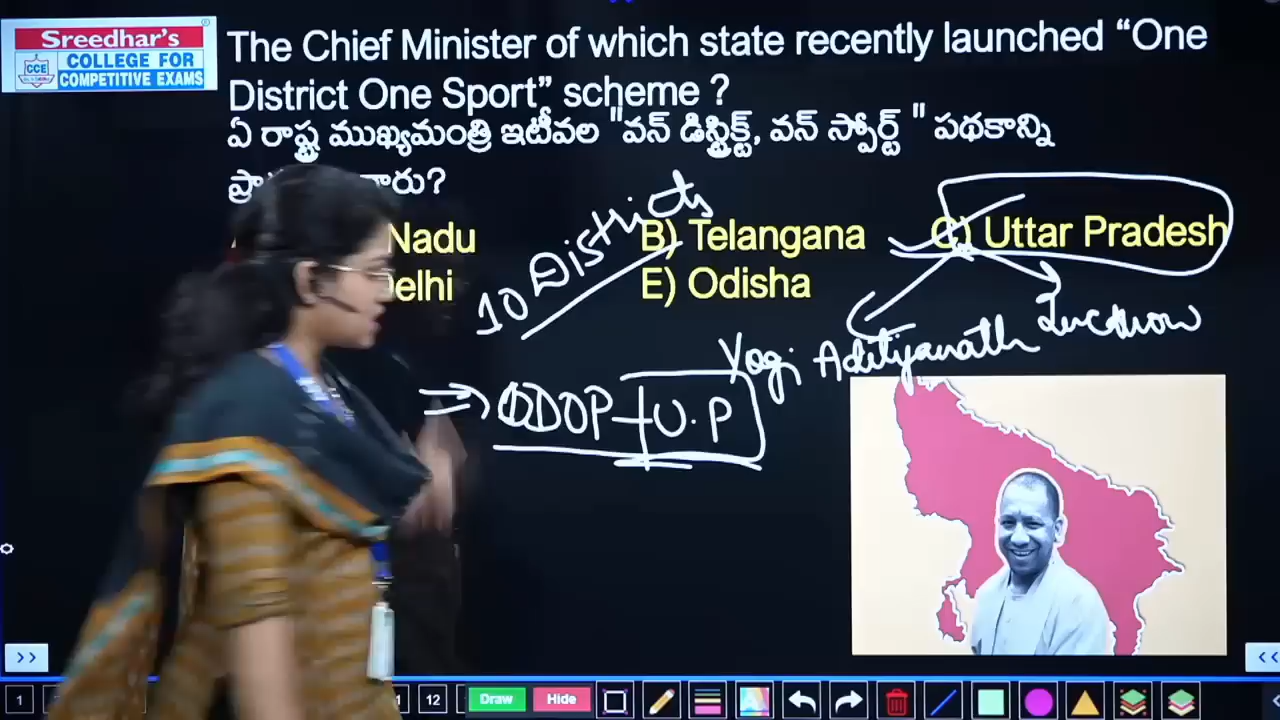 Sreedhar's
CCE
COLLEGE FOR
COMPETITIVE EXAMS
The Chief Minister of which state recently launched “One
District One Sport” scheme ?
ఏ రాష్ట్ర ముఖ్యమంత్రి ఇటీవల "వన్ డిస్ట్రిక్ట్, వన్ స్పోర్ట్ " పథకాన్ని
Nadu
B) Telangana
C) Uttar Pradesh
E) Odisha
10 Districts
Lucknow
Yogi Adityanath
ODOP - U.P
>>
<<
1
12
Draw
Hide